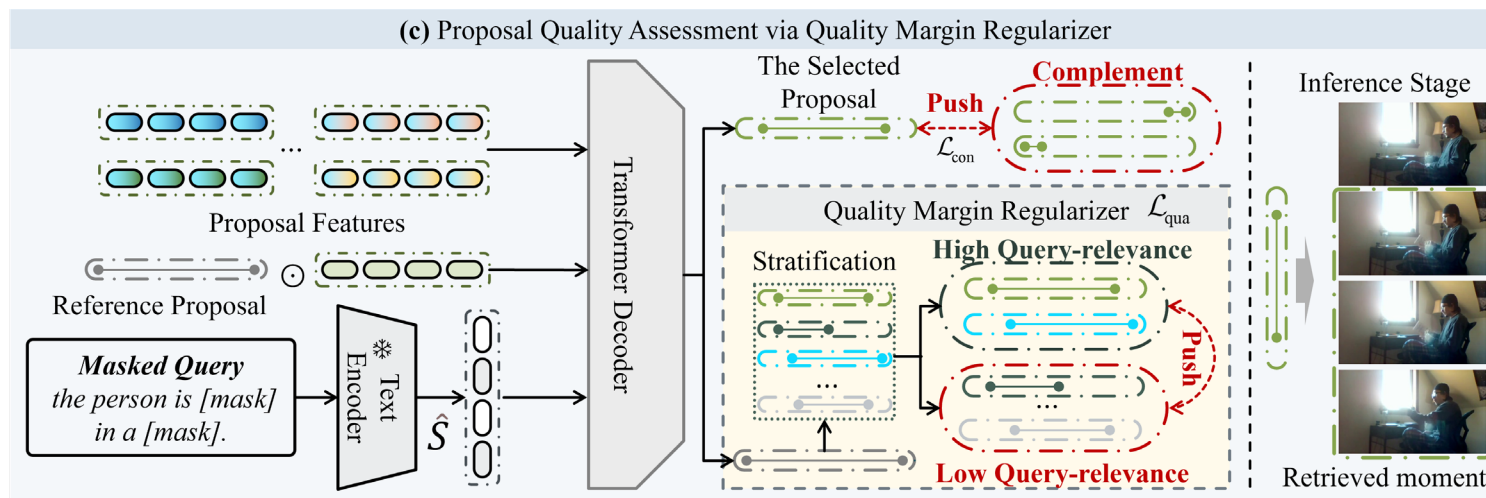 (c) Proposal Quality Assessment via Quality Margin Regularizer
...
Proposal Features
Reference Proposal
⊙
Masked Query
the person is [mask]
in a [mask].
Text
Encoder
Ŝ
Transformer Decoder
The Selected
Proposal
Push
ℒcon
Complement
Quality Margin Regularizer ℒqua
Stratification
...
High Query-relevance
Push
...
Low Query-relevance
Inference Stage
Retrieved moment